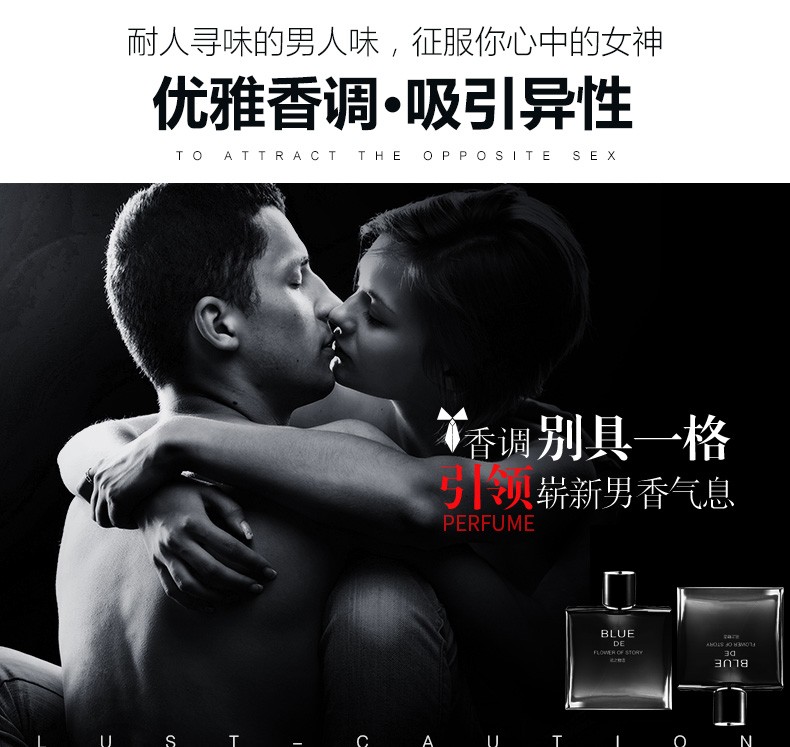 耐人寻味的男人味，征服你心中的女神
优雅香调•吸引异性
TO ATTRACT THE OPPOSITE SEX
香调别具一格
引领崭新男香气息
PERFUME
BLUE
DE
FLOWER OF STORY
BLUE
DE
FLOWER OF STORY
LUST-CAUTION